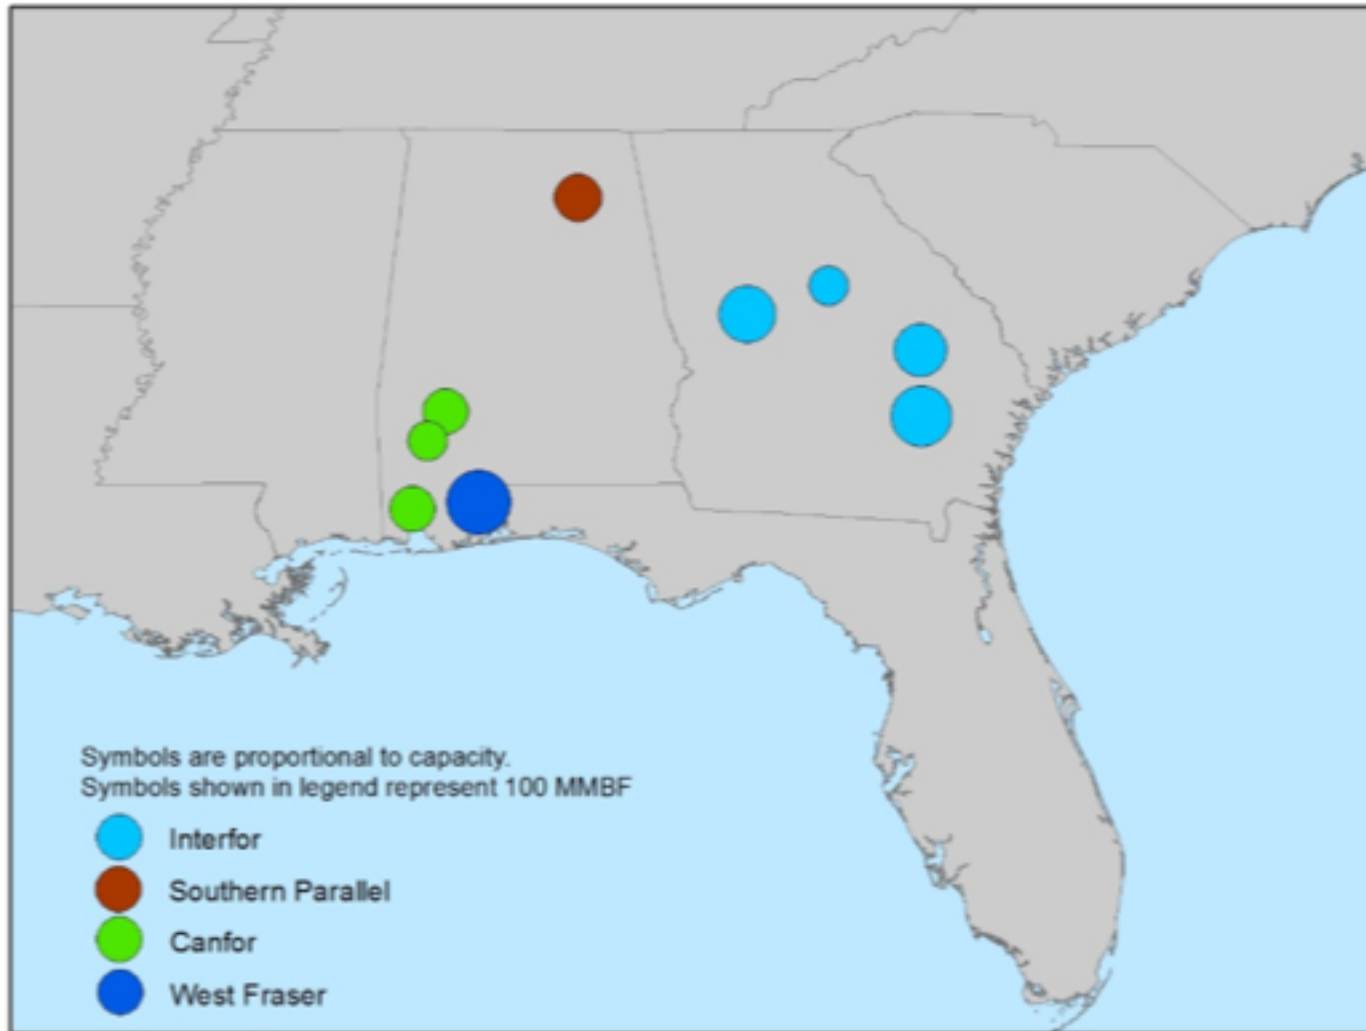 Symbols are proportional to capacity.
Symbols shown in legend represent 100 MMBF
Interfor
Southern Parallel
Canfor
West Fraser